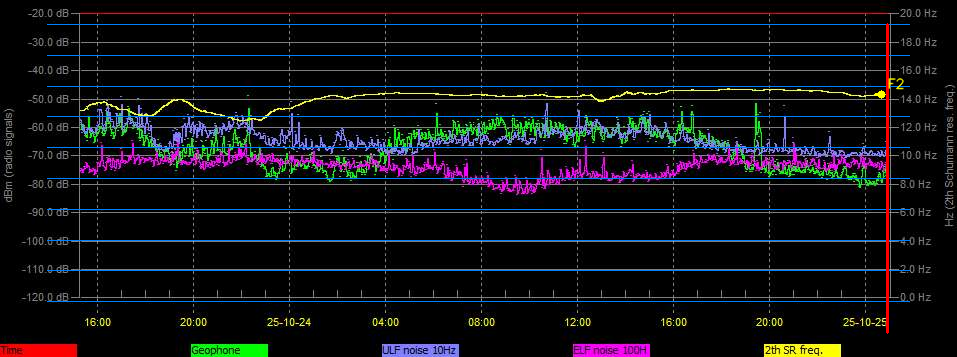 -20.0 dB 20.0 Hz
-30.0 dB 18.0 Hz
-40.0 dB 16.0 Hz
F2
-50.0 dB 14.0 Hz
-60.0 dB 12.0 Hz
-70.0 dB 10.0 Hz
-80.0 dB 8.0 Hz
-90.0 dB 6.0 Hz
-100.0 dB 4.0 Hz
-110.0 dB 2.0 Hz
-120.0 dB 0.0 Hz
dBm (radio signals)
Hz (2th Schumann res. freq.)
16:00 20:00 25-10-24 04:00 08:00 12:00 16:00 20:00 25-10-25
Time Geophone ULF noise 10Hz ELF noise 100H 2th SR freq.